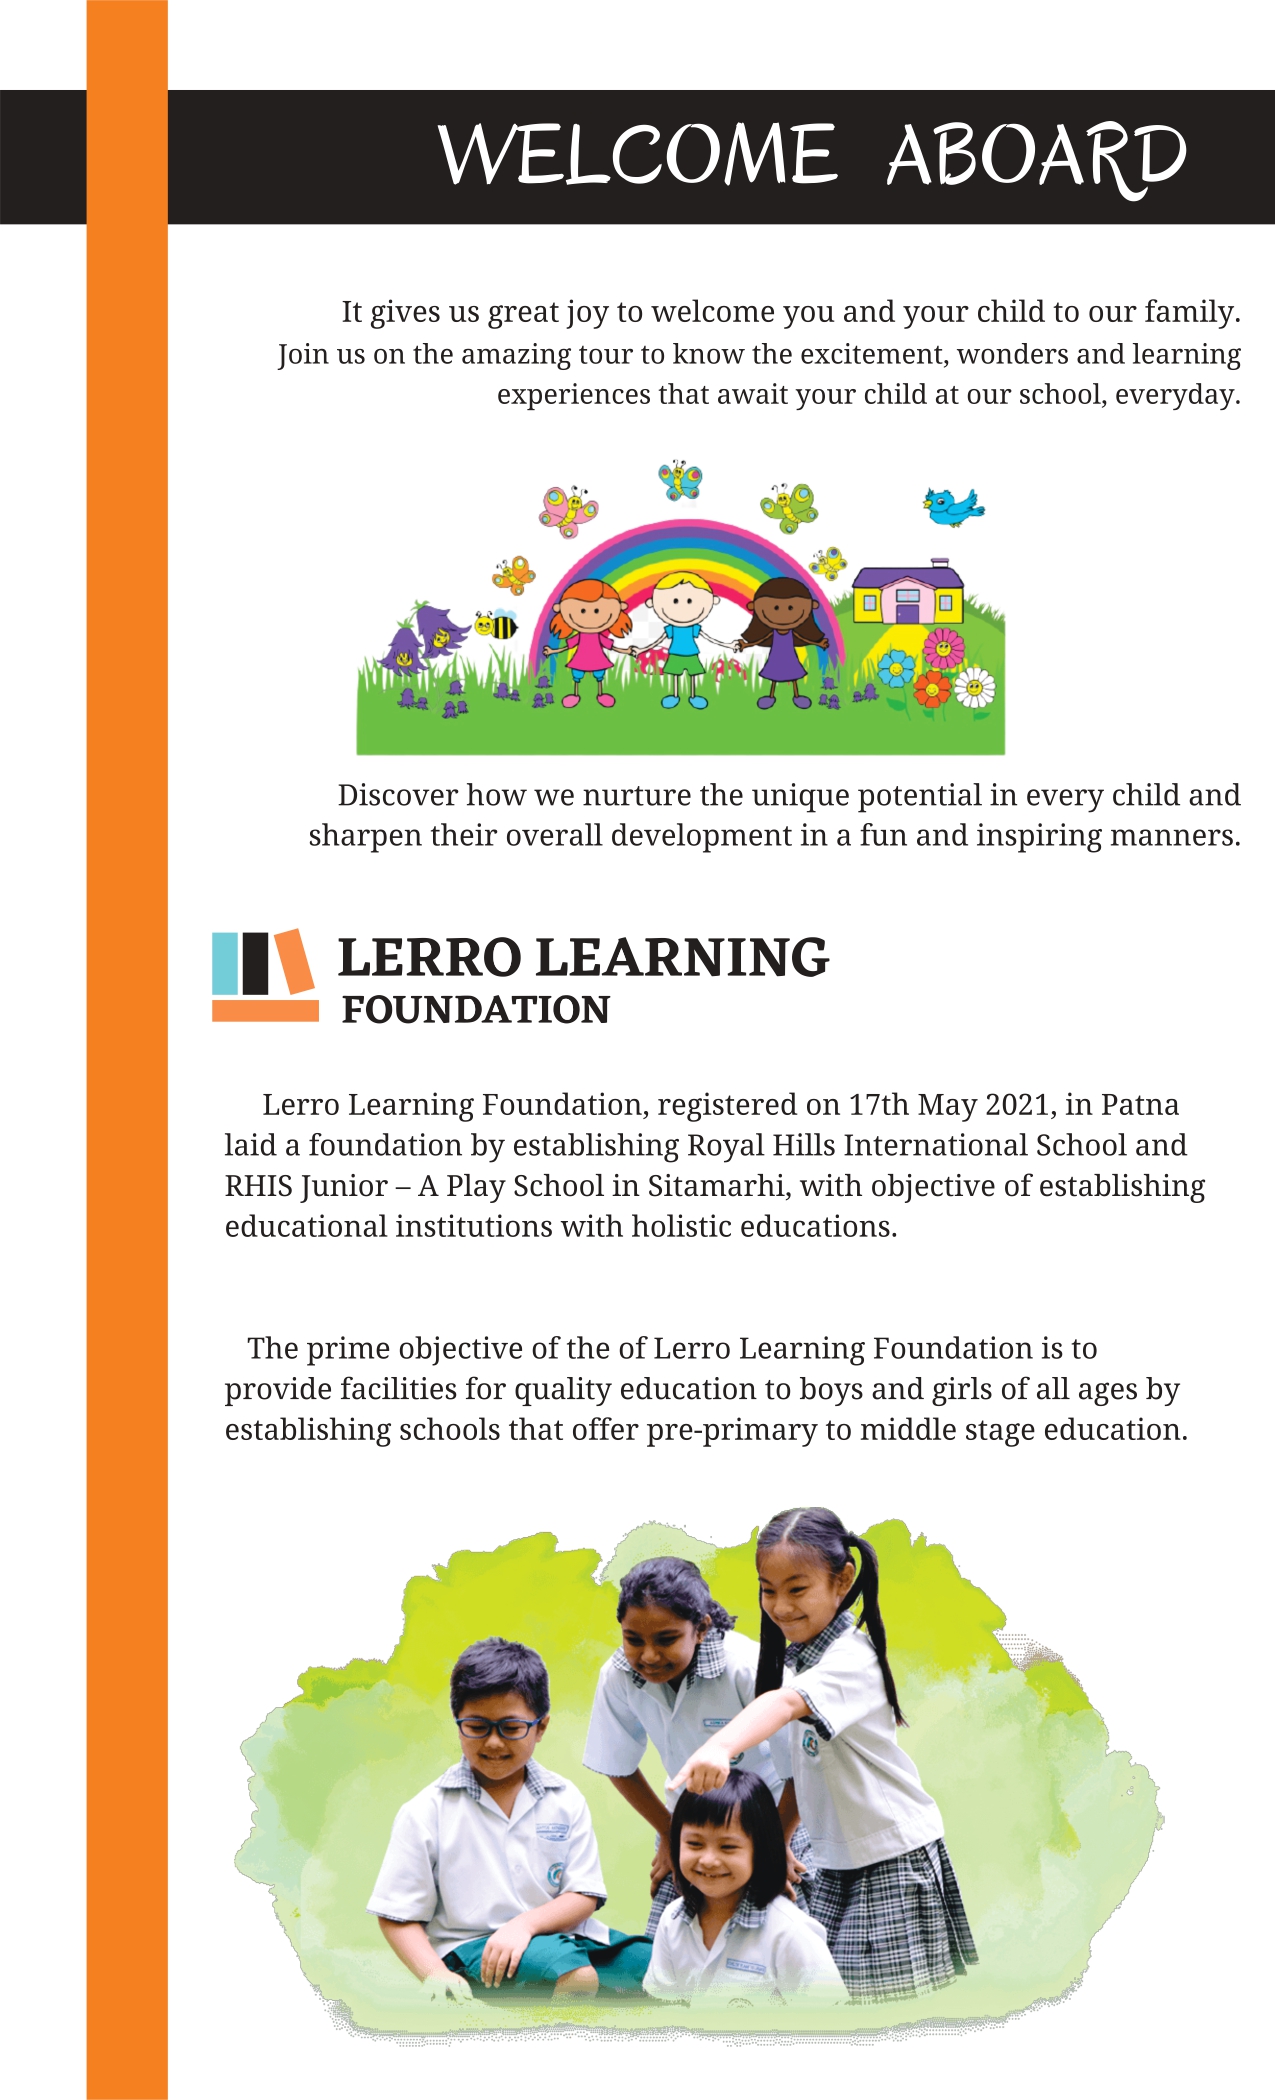 WELCOME ABOARD
It gives us great joy to welcome you and your child to our family.
Join us on the amazing tour to know the excitement, wonders and learning
experiences that await your child at our school, everyday.
Discover how we nurture the unique potential in every child and
sharpen their overall development in a fun and inspiring manners.
LERRO LEARNING
FOUNDATION
Lerro Learning Foundation, registered on 17th May 2021, in Patna
laid a foundation by establishing Royal Hills International School and
RHIS Junior – A Play School in Sitamarhi, with objective of establishing
educational institutions with holistic educations.
The prime objective of the of Lerro Learning Foundation is to
provide facilities for quality education to boys and girls of all ages by
establishing schools that offer pre-primary to middle stage education.